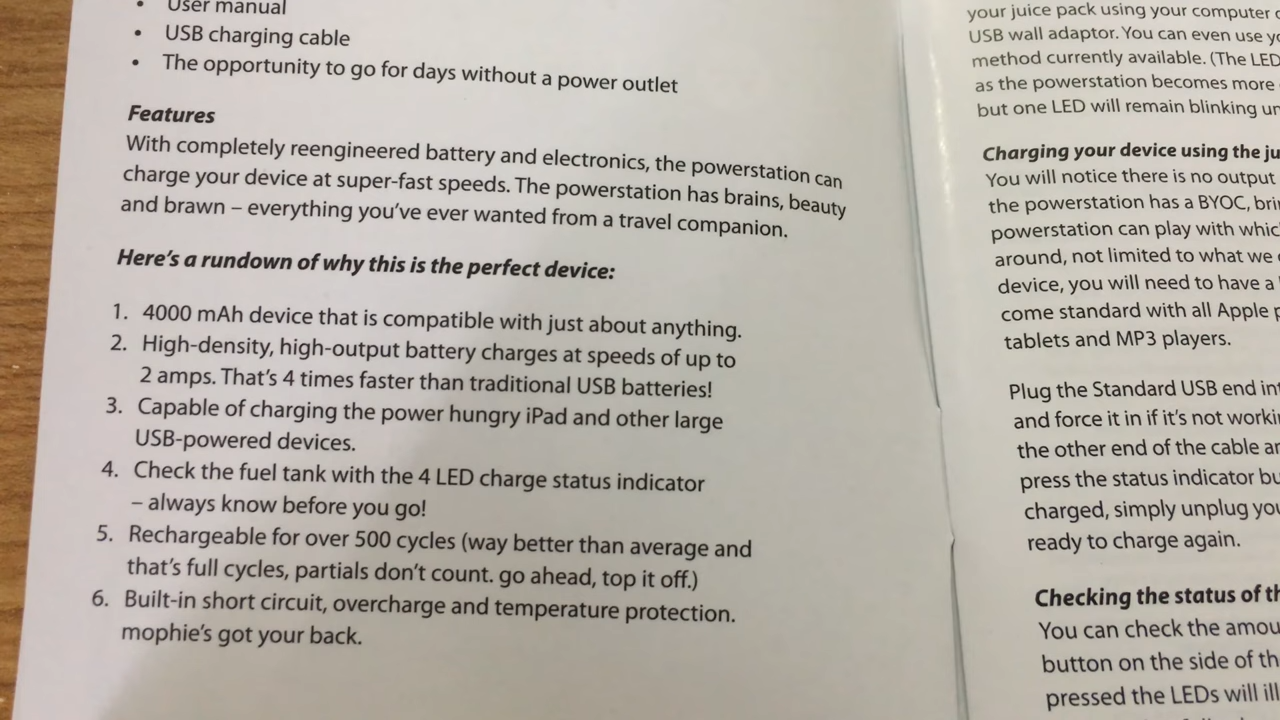 • User manual
• USB charging cable
• The opportunity to go for days without a power outlet
Features
With completely reengineered battery and electronics, the powerstation can
charge your device at super-fast speeds. The powerstation has brains, beauty
and brawn – everything you've ever wanted from a travel companion.
Here's a rundown of why this is the perfect device:
1. 4000 mAh device that is compatible with just about anything.
2. High-density, high-output battery charges at speeds of up to
2 amps. That's 4 times faster than traditional USB batteries!
3. Capable of charging the power hungry iPad and other large
USB-powered devices.
4. Check the fuel tank with the 4 LED charge status indicator
– always know before you go!
5. Rechargeable for over 500 cycles (way better than average and
that's full cycles, partials don't count. go ahead, top it off.)
6. Built-in short circuit, overcharge and temperature protection.
mophie's got your back.
your juice pack using your computer
USB wall adaptor. You can even use
method currently available. (The LED
as the powerstation becomes more
but one LED will remain blinking
Charging your device using the
You will notice there is no output
the powerstation has a BYOC,
powerstation can play with
around, not limited to what we
device, you will need to have a
come standard with all Apple
tablets and MP3 players.
Plug the Standard USB end
and force it in if it's not
the other end of the cable
press the status indicator
charged, simply unplug
ready to charge again.
Checking the status of
You can check the
button on the side of
pressed the LEDs will